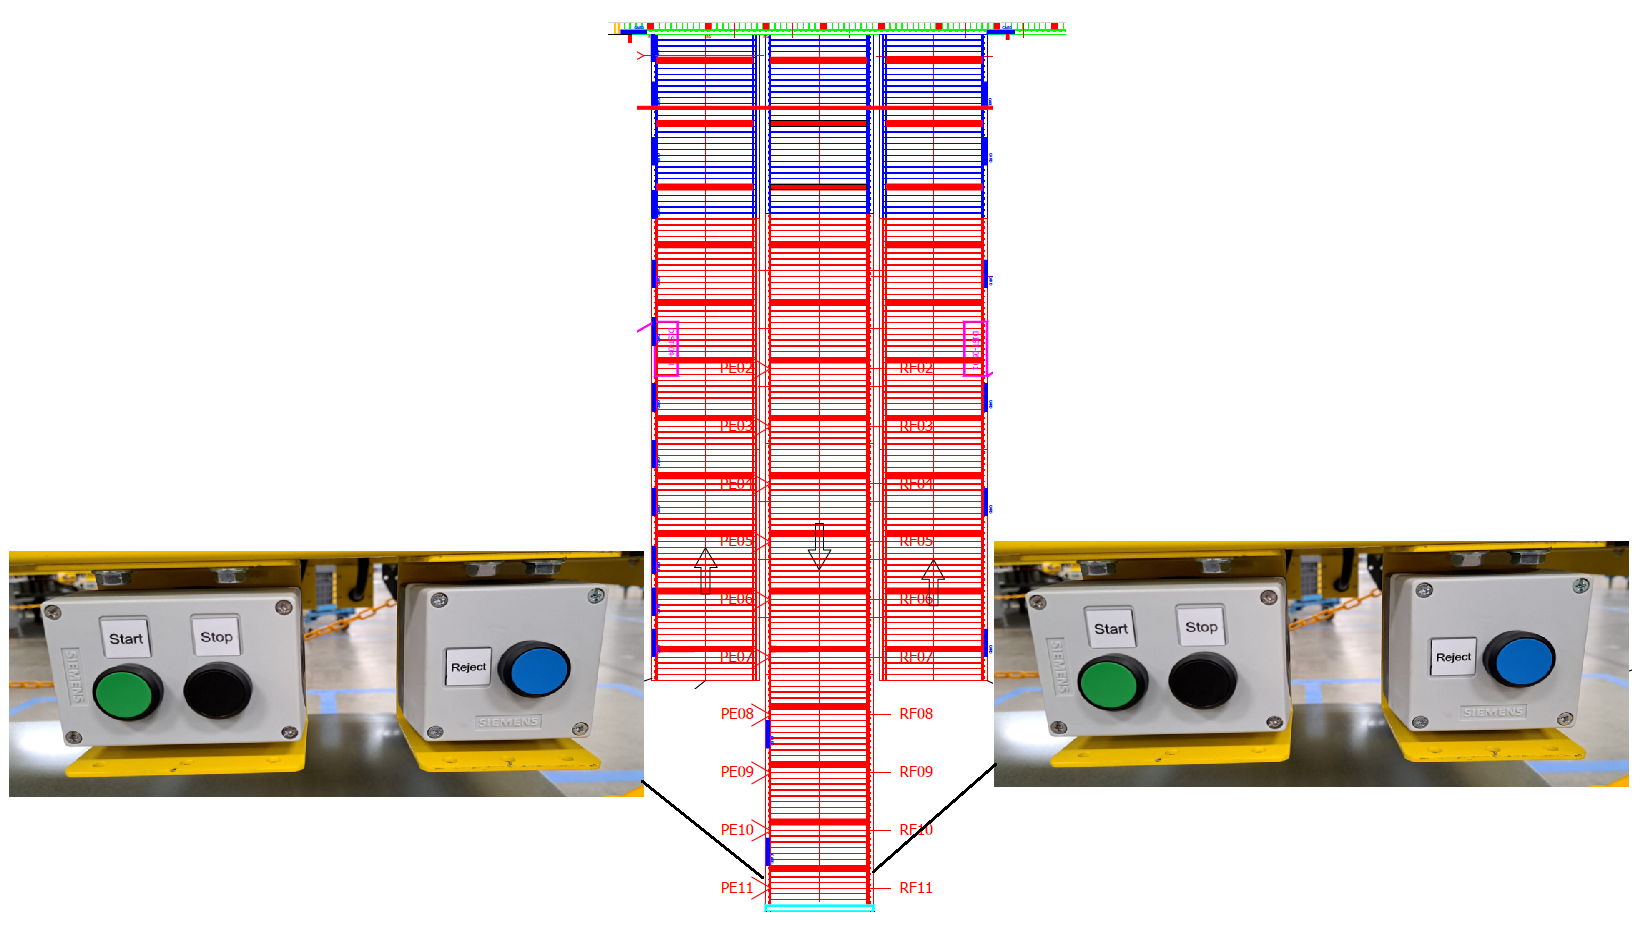 PE02 RF02
PE03 RF03
PE04 RF04
PE05 RF05
PE06 RF06
PE07 RF07
PE08 RF08
PE09 RF09
PE10 RF10
PE11 RF11
Start Stop
SIEMENS
Reject
SIEMENS
Start Stop
SIEMENS
Reject
SIEMENS